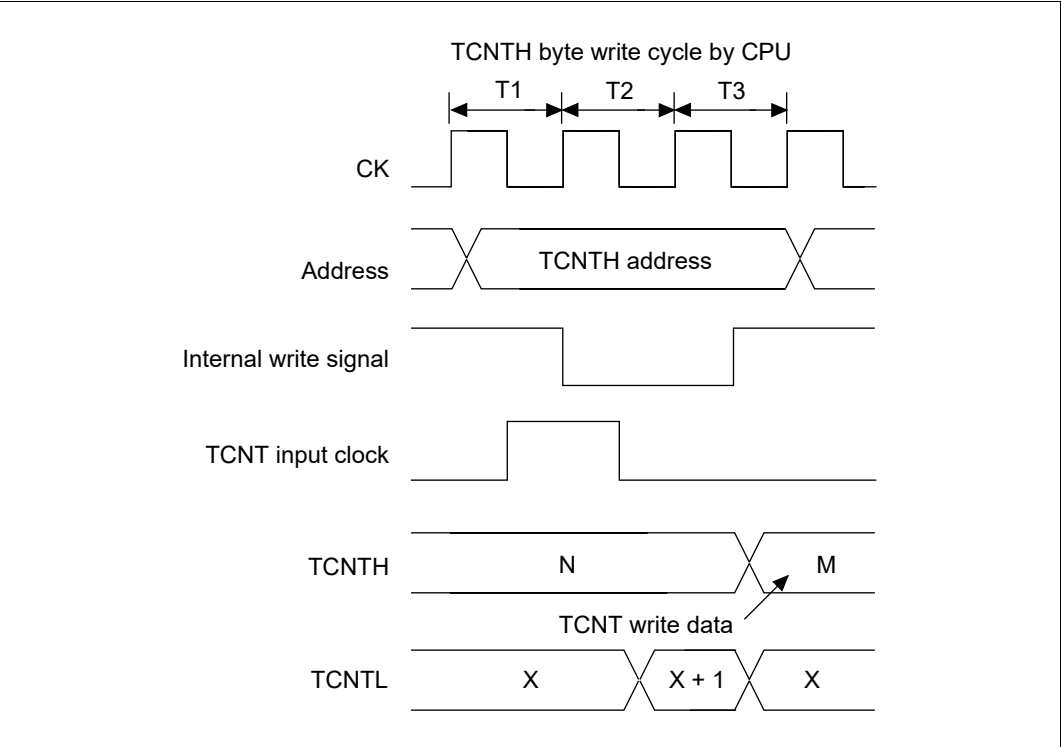 TCNTH byte write cycle by CPU
T1 T2 T3
CK
Address
TCNTH address
Internal write signal
TCNT input clock
TCNTH
N
M
TCNT write data
TCNTL
X
X + 1
X